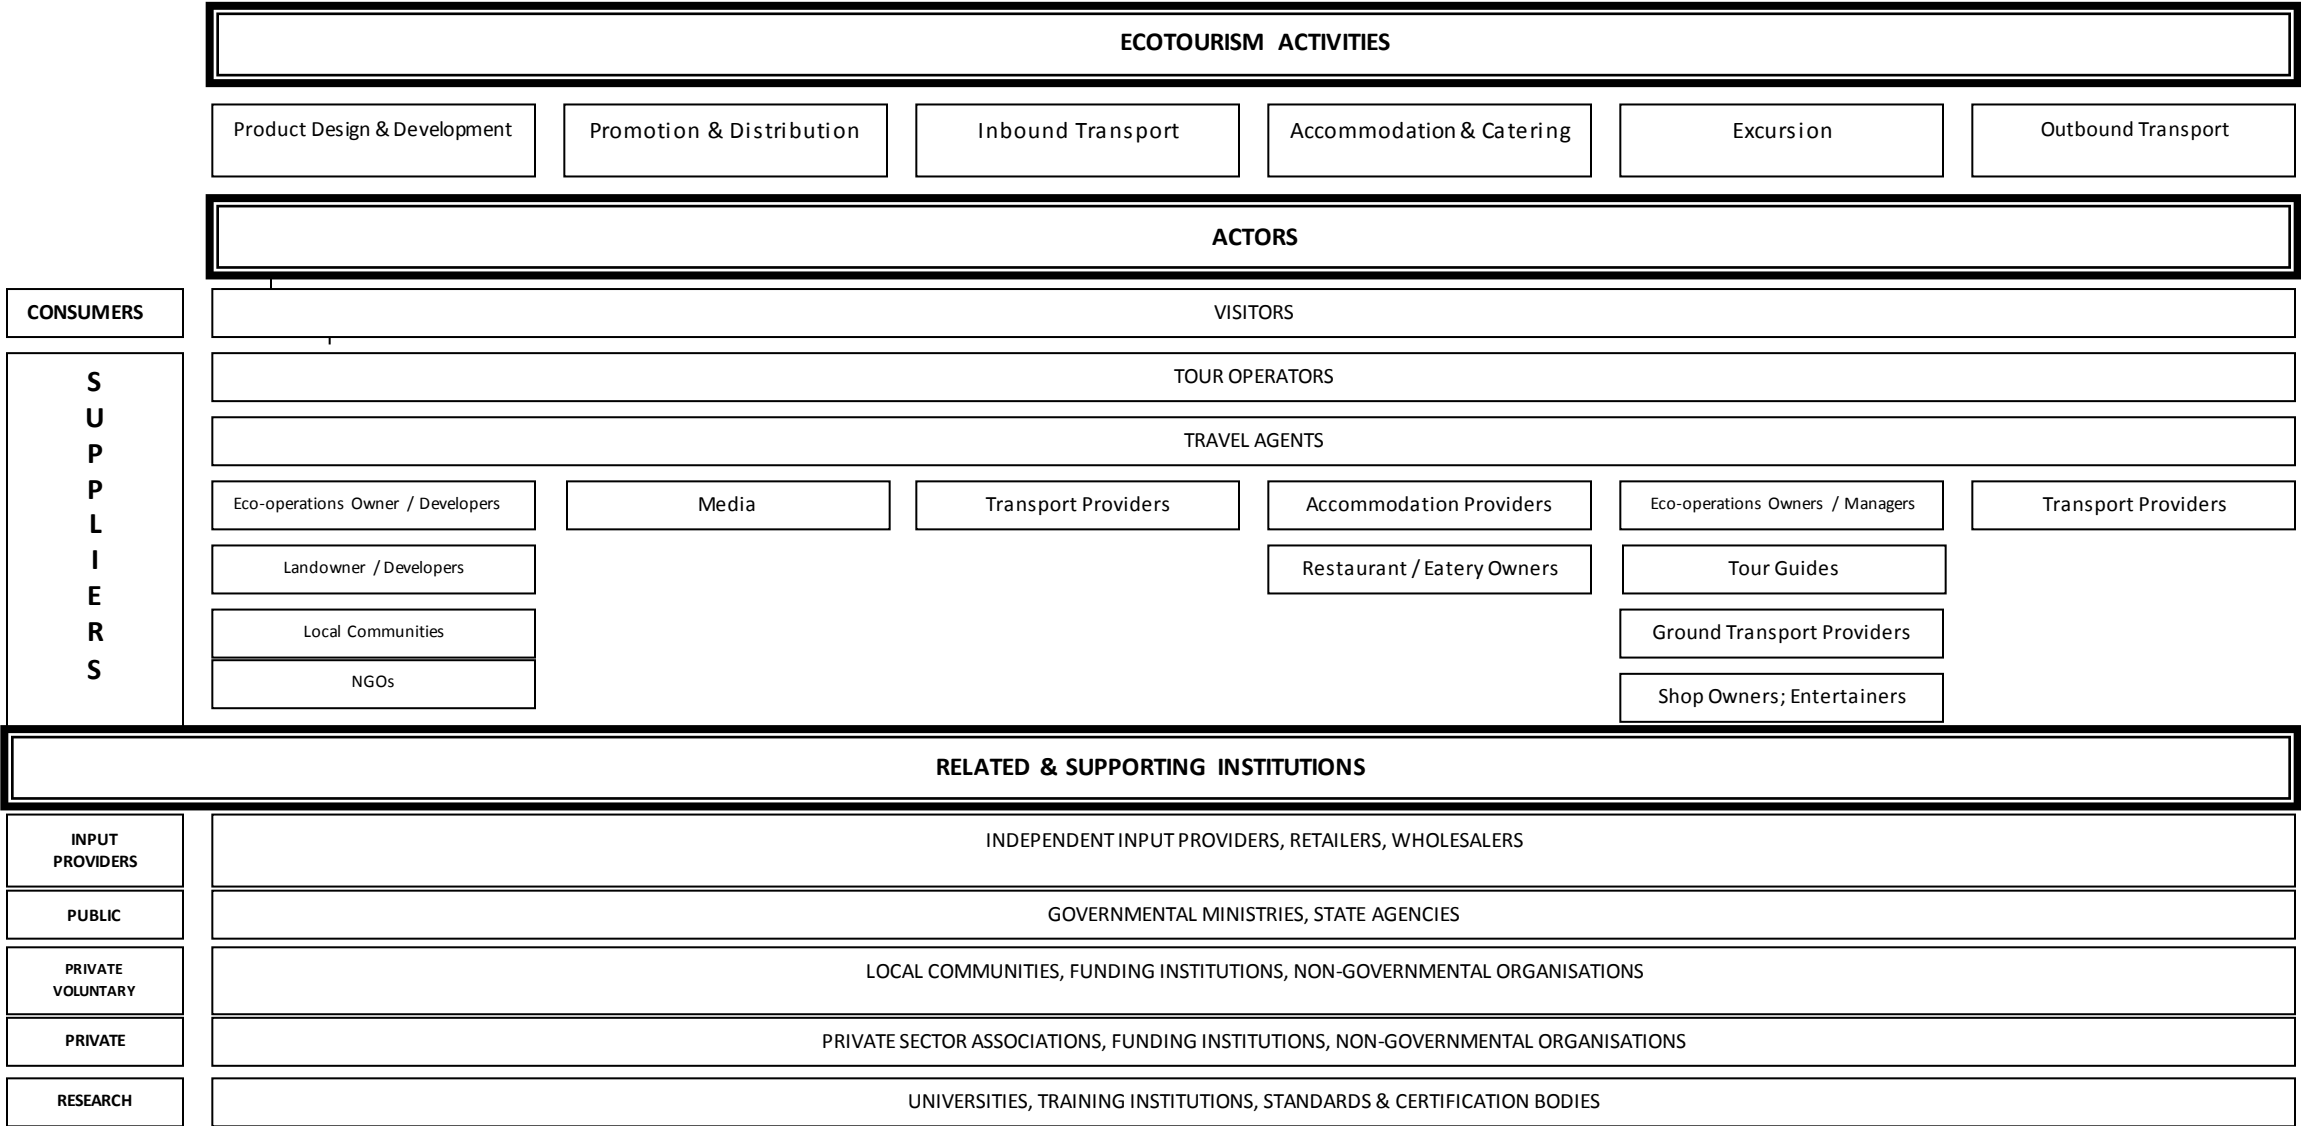 ECOTOURISM ACTIVITIES
Product Design & Development
Promotion & Distribution
Inbound Transport
Accommodation & Catering
Excursion
Outbound Transport
ACTORS
CONSUMERS
VISITORS
SUPPLIERS
TOUR OPERATORS
TRAVEL AGENTS
Eco-operations Owner / Developers
Media
Transport Providers
Accommodation Providers
Eco-operations Owners / Managers
Transport Providers
Landowner / Developers
Restaurant / Eatery Owners
Tour Guides
Local Communities
Ground Transport Providers
NGOs
Shop Owners; Entertainers
RELATED & SUPPORTING INSTITUTIONS
INPUT
PROVIDERS
INDEPENDENT INPUT PROVIDERS, RETAILERS, WHOLESALERS
PUBLIC
GOVERNMENTAL MINISTRIES, STATE AGENCIES
PRIVATE
VOLUNTARY
LOCAL COMMUNITIES, FUNDING INSTITUTIONS, NON-GOVERNMENTAL ORGANISATIONS
PRIVATE
PRIVATE SECTOR ASSOCIATIONS, FUNDING INSTITUTIONS, NON-GOVERNMENTAL ORGANISATIONS
RESEARCH
UNIVERSITIES, TRAINING INSTITUTIONS, STANDARDS & CERTIFICATION BODIES